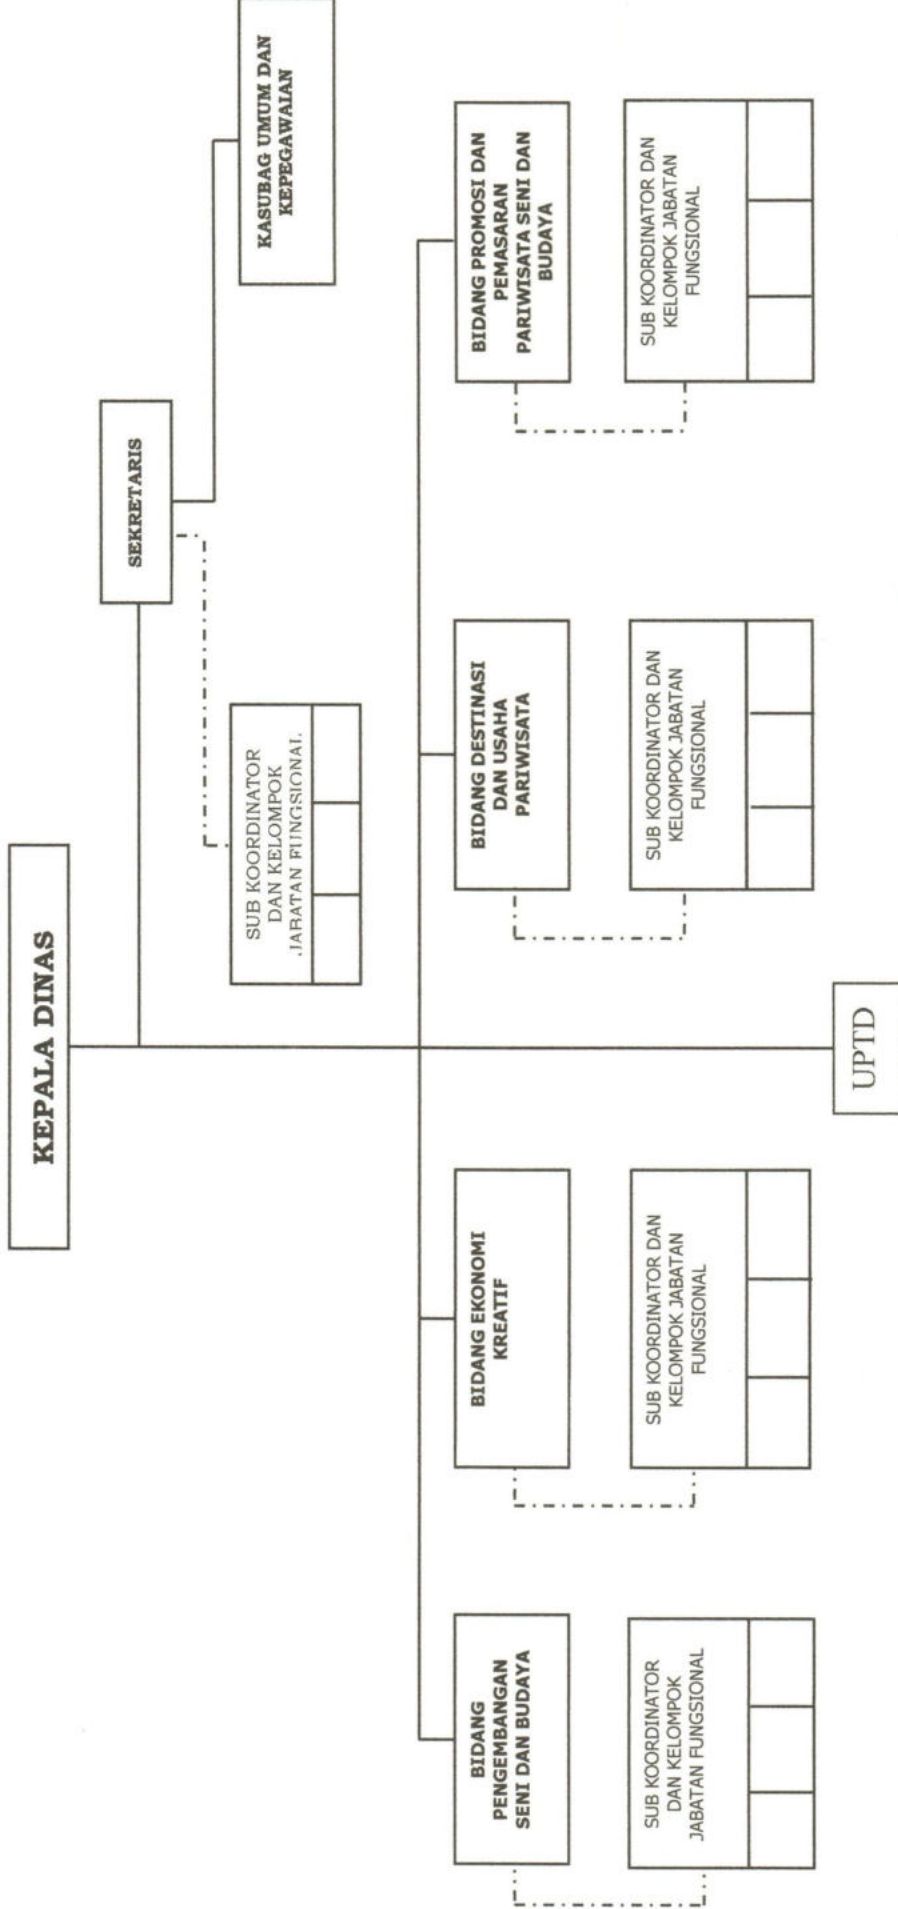 KEPALA DINAS
SEKRETARIS
KASUBAG UMUM DAN
KEPEGAWAIAN
SUB KOORDINATOR
DAN KELOMPOK
JABATAN FUNGSIONAL
BIDANG
PENGEMBANGAN
SENI DAN BUDAYA
BIDANG EKONOMI
KREATIF
BIDANG DESTINASI
DAN USAHA
PARIWISATA
BIDANG PROMOSI DAN
PEMASARAN
PARIWISATA SENI DAN
BUDAYA
SUB KOORDINATOR
DAN KELOMPOK
JABATAN FUNGSIONAL
SUB KOORDINATOR DAN
KELOMPOK JABATAN
FUNGSIONAL
SUB KOORDINATOR DAN
KELOMPOK JABATAN
FUNGSIONAL
SUB KOORDINATOR DAN
KELOMPOK JABATAN
FUNGSIONAL
UPTD